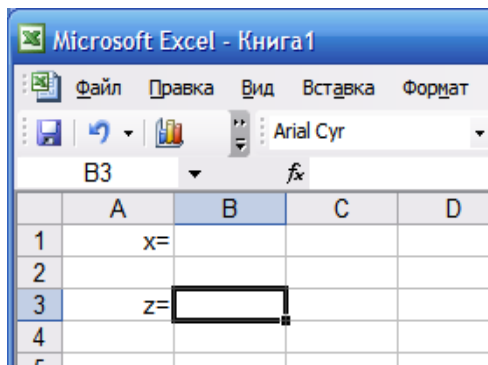 Microsoft Excel - Книга1
Файл Правка Вид Вставка Формат
Arial Cyr
B3 fx
A B C D
1 x=
2
3 z=
4